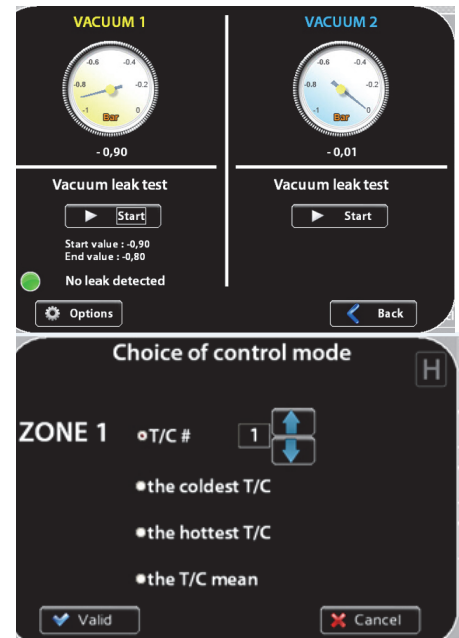 VACUUM 1
-0.6 -0.4
-0.8 -0.2
-1 0
Bar
- 0,90
Vacuum leak test
Start
Start value : -0,90
End value : -0,80
No leak detected
Options
VACUUM 2
-0.6 -0.4
-0.8 -0.2
-1 0
Bar
- 0,01
Vacuum leak test
Start
Back
Choice of control mode
H
ZONE 1
T/C # 1
the coldest T/C
the hottest T/C
the T/C mean
Valid
Cancel